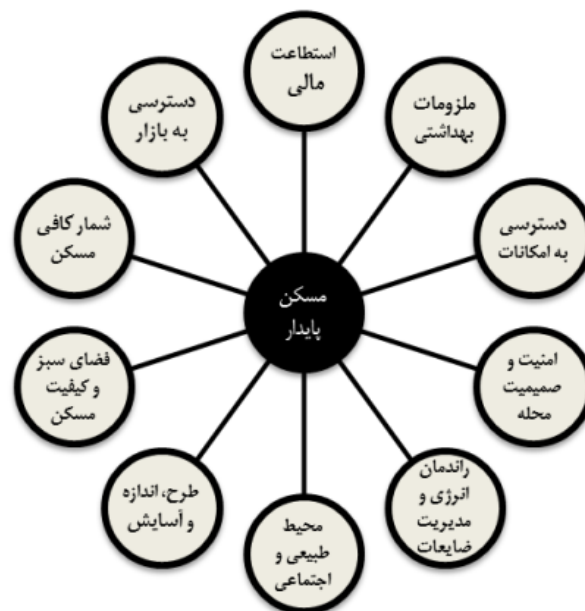 استطاعت
مالی
ملزومات
بهداشتی
دسترسی
به امکانات
امنیت و
صمیمیت
محله
راندمان
انرژی و
مدیریت
ضایعات
محیط
طبیعی و
اجتماعی
طرح، اندازه
و آسایش
فضای سبز
و کیفیت
مسکن
شمار کافی
مسکن
دسترسی
به بازار
مسکن
پایدار